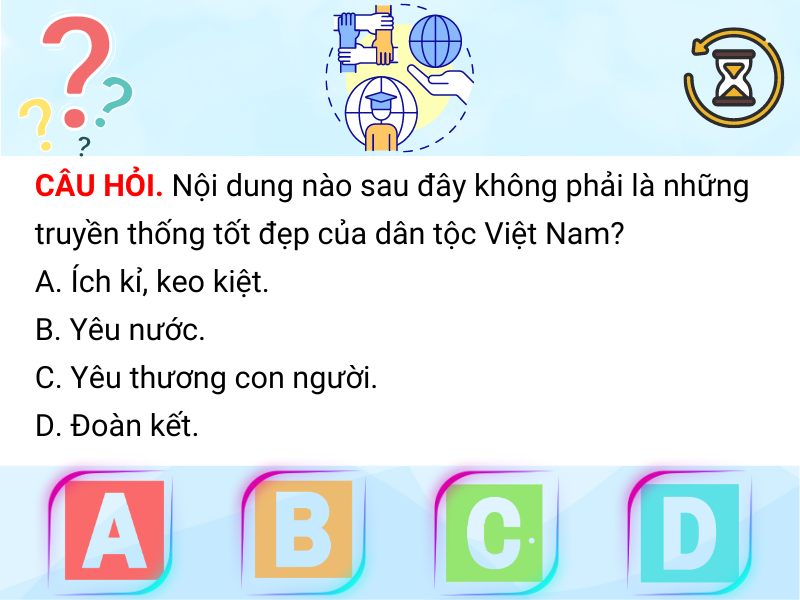 CÂU HỎI. Nội dung nào sau đây không phải là những
truyền thống tốt đẹp của dân tộc Việt Nam?
A. Ích kỉ, keo kiệt.
B. Yêu nước.
C. Yêu thương con người.
D. Đoàn kết.
A B C D